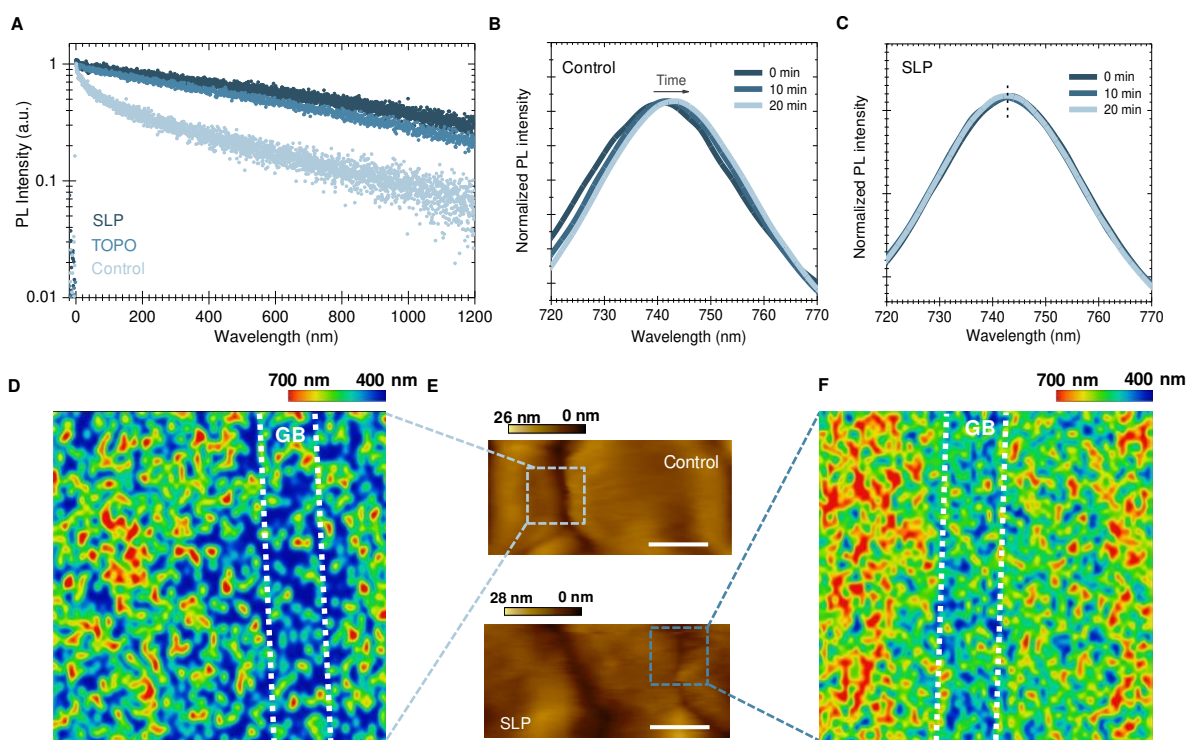 A
PL Intensity (a.u.)
1
0.1
0.01
SLP
TOPO
Control
0 200 400 600 800 1000 1200
Wavelength (nm)
B
Normalized PL intensity
Control
Time
0 min
10 min
20 min
720 730 740 750 760 770
Wavelength (nm)
C
Normalized PL intensity
SLP
0 min
10 min
20 min
720 730 740 750 760 770
Wavelength (nm)
D
700 nm 400 nm
GB
E
26 nm 0 nm
Control
28 nm 0 nm
SLP
F
700 nm 400 nm
GB